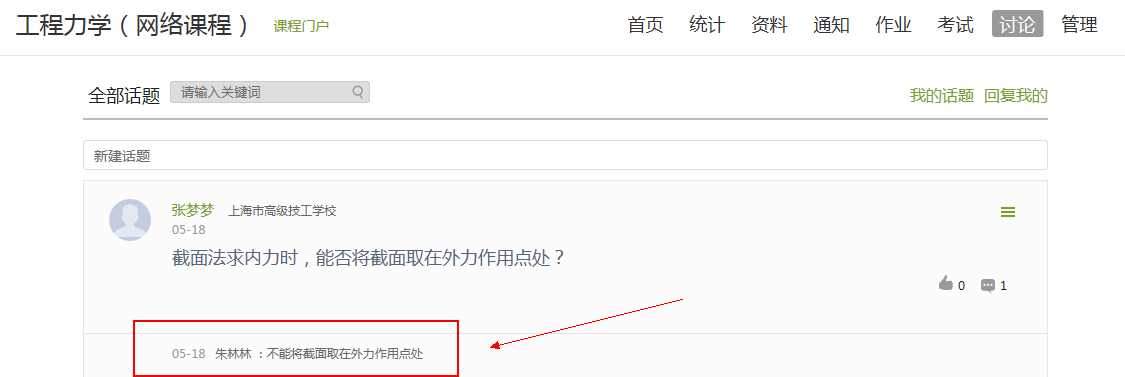 工程力学（网络课程） 课程门户 首页 统计 资料 通知 作业 考试 讨论 管理
全部话题 请输入关键词 我的话题 回复我的
新建话题
张梦梦 上海市高级技工学校
05-18
截面法求内力时，能否将截面取在外力作用点处？
0 1
05-18 朱林林 ：不能将截面取在外力作用点处